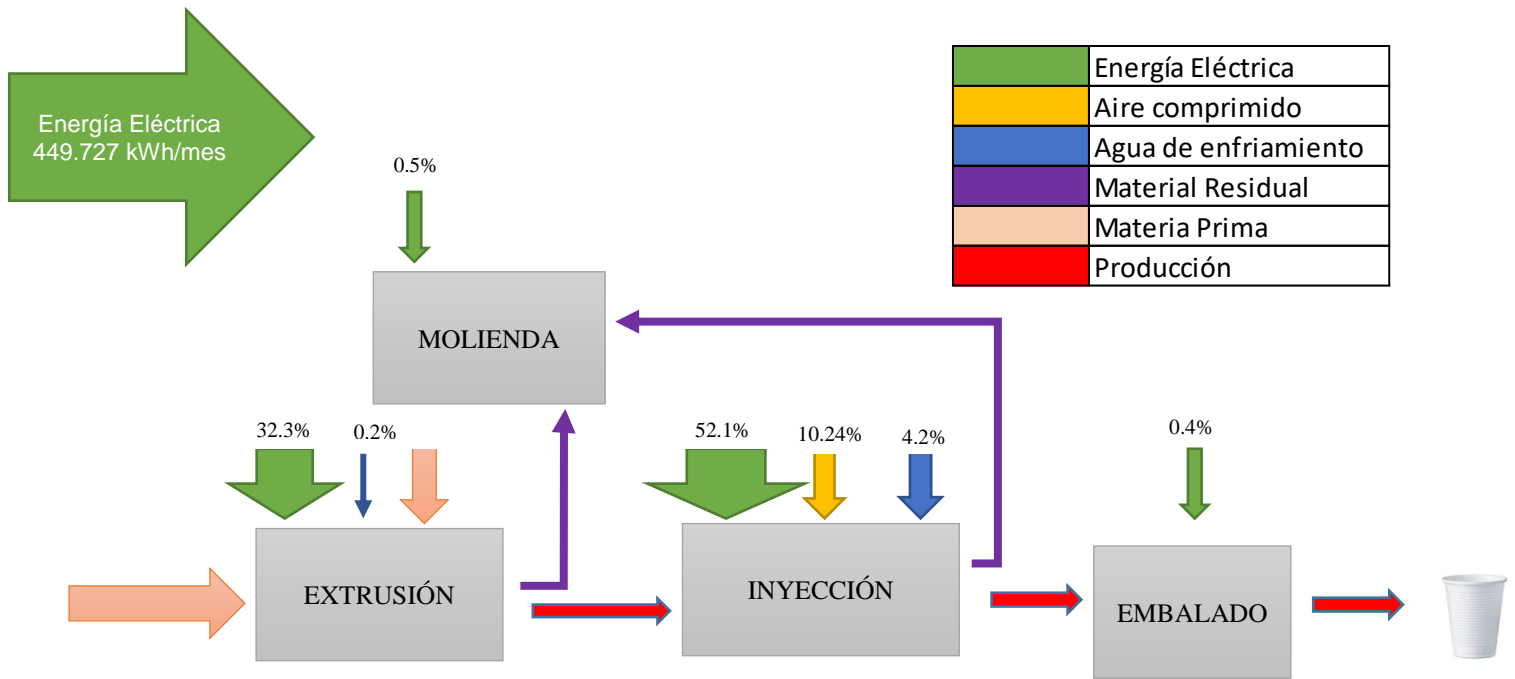 Energía Eléctrica
449.727 kWh/mes
Energía Eléctrica
Aire comprimido
Agua de enfriamiento
Material Residual
Materia Prima
Producción
0.5%
MOLIENDA
32.3%
0.2%
52.1%
10.24%
4.2%
0.4%
EXTRUSIÓN
INYECCIÓN
EMBALADO